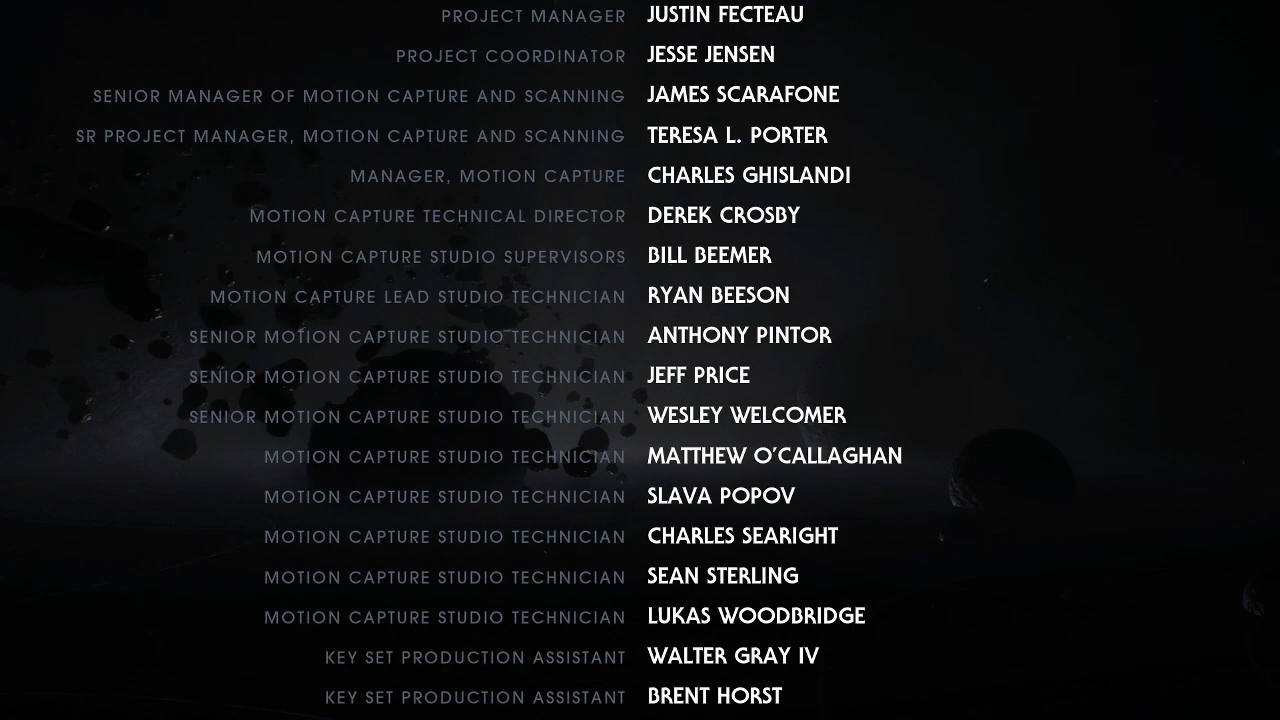 PROJECT MANAGER JUSTIN FECTEAU
PROJECT COORDINATOR JESSE JENSEN
SENIOR MANAGER OF MOTION CAPTURE AND SCANNING JAMES SCARAFONE
SR PROJECT MANAGER, MOTION CAPTURE AND SCANNING TERESA L. PORTER
MANAGER, MOTION CAPTURE CHARLES GHISLANDI
MOTION CAPTURE TECHNICAL DIRECTOR DEREK CROSBY
MOTION CAPTURE STUDIO SUPERVISORS BILL BEEMER
MOTION CAPTURE LEAD STUDIO TECHNICIAN RYAN BEESON
SENIOR MOTION CAPTURE STUDIO TECHNICIAN ANTHONY PINTOR
SENIOR MOTION CAPTURE STUDIO TECHNICIAN JEFF PRICE
SENIOR MOTION CAPTURE STUDIO TECHNICIAN WESLEY WELCOMER
MOTION CAPTURE STUDIO TECHNICIAN MATTHEW O'CALLAGHAN
MOTION CAPTURE STUDIO TECHNICIAN SLAVA POPOV
MOTION CAPTURE STUDIO TECHNICIAN CHARLES SEARIGHT
MOTION CAPTURE STUDIO TECHNICIAN SEAN STERLING
MOTION CAPTURE STUDIO TECHNICIAN LUKAS WOODBRIDGE
KEY SET PRODUCTION ASSISTANT WALTER GRAY IV
KEY SET PRODUCTION ASSISTANT BRENT HORST